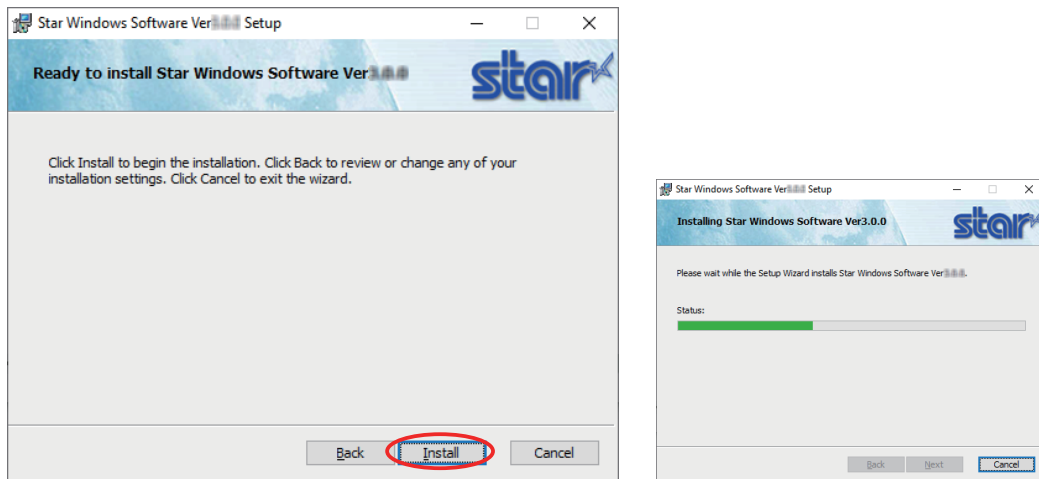 Star Windows Software Ver Setup
Ready to install Star Windows Software Ver
star
Click Install to begin the installation. Click Back to review or change any of your
installation settings. Click Cancel to exit the wizard.
Back Install Cancel
Star Windows Software Ver Setup
Installing Star Windows Software Ver3.0.0
star
Please wait while the Setup Wizard installs Star Windows Software Ver
Status:
Back Next Cancel